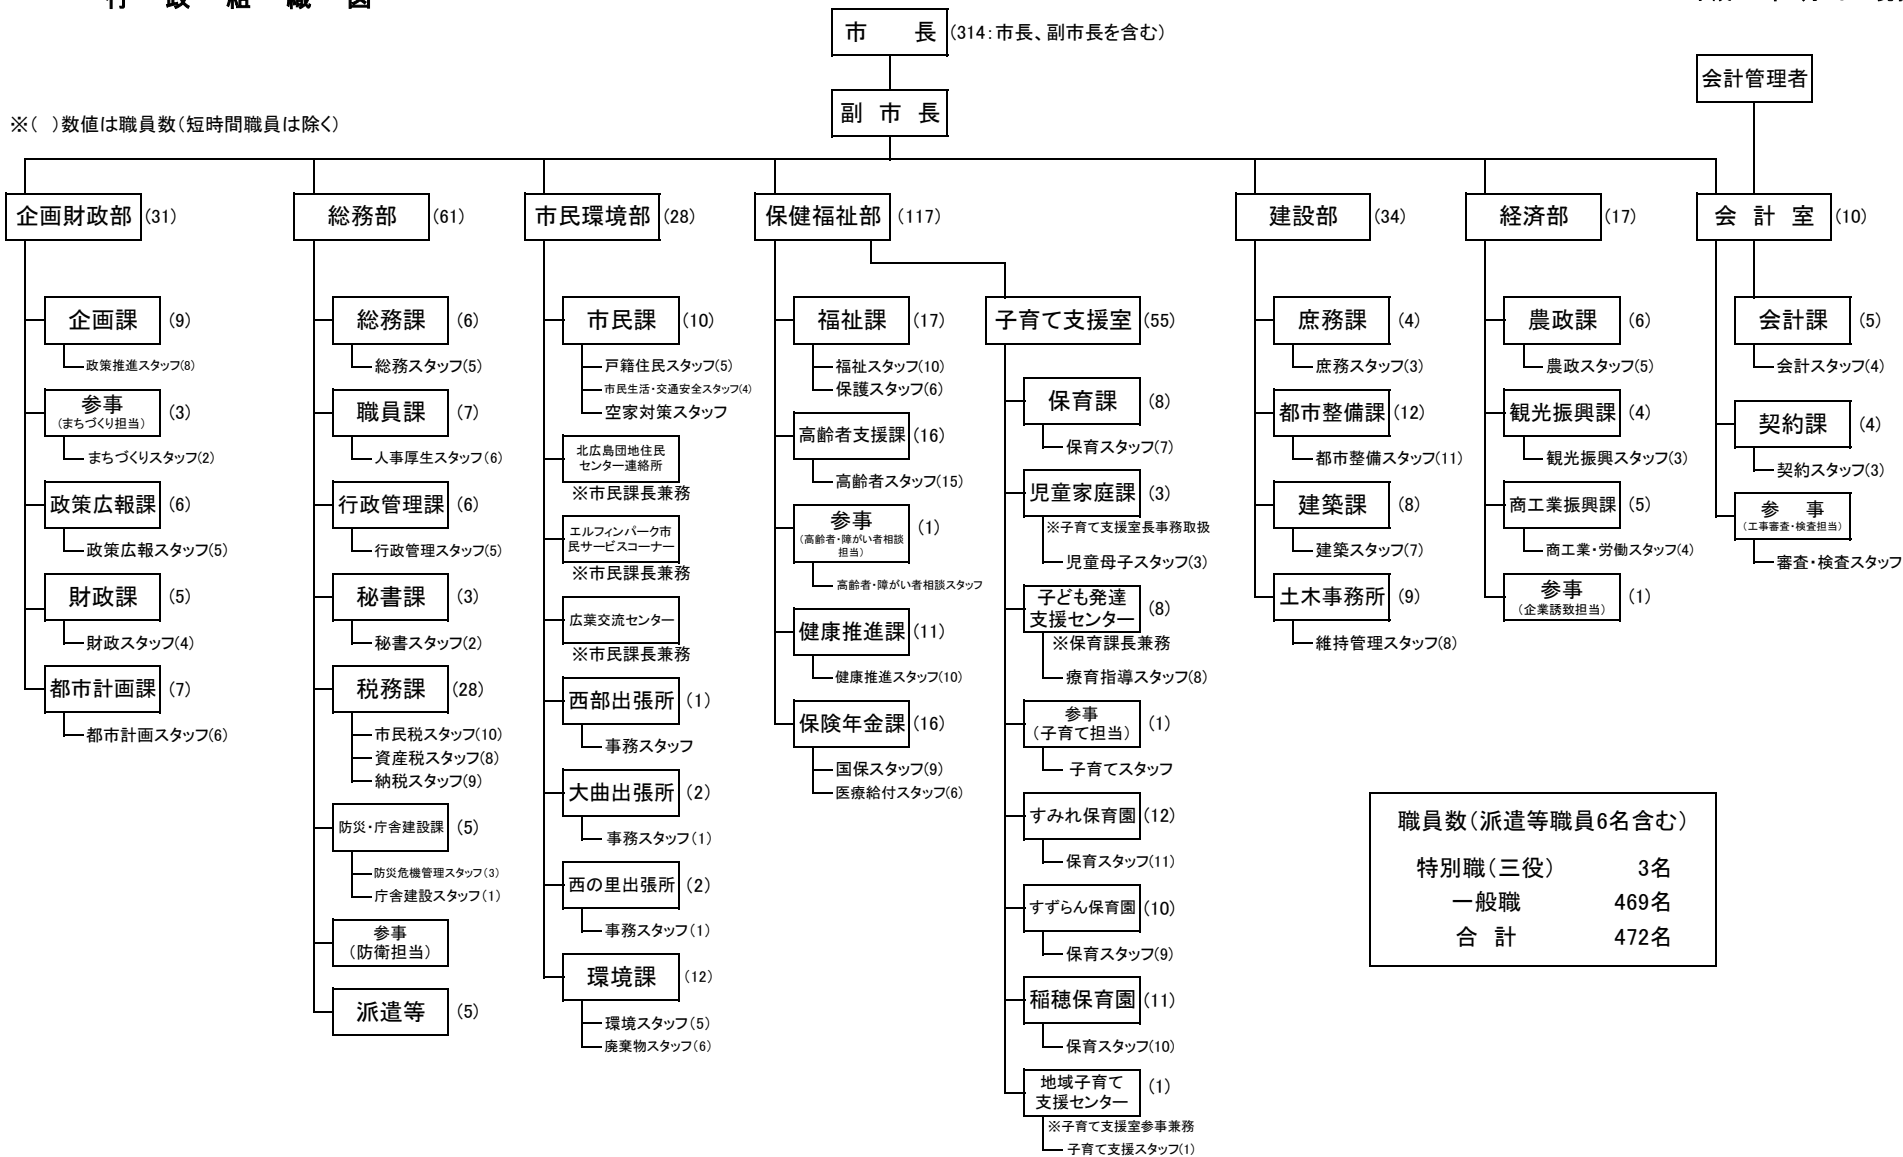 行 政 組 織 図
市 長 (314:市長、副市長を含む)
会計管理者
副 市 長
※( )数値は職員数(短時間職員は除く)
企画財政部 (31)
企画課 (9)
政策推進スタッフ(8)
参事 (3)
(まちづくり担当)
まちづくりスタッフ(2)
政策広報課 (6)
政策広報スタッフ(5)
財政課 (5)
財政スタッフ(4)
都市計画課 (7)
都市計画スタッフ(6)
総務部 (61)
総務課 (6)
総務スタッフ(5)
職員課 (7)
人事厚生スタッフ(6)
行政管理課 (6)
行政管理スタッフ(5)
秘書課 (3)
秘書スタッフ(2)
税務課 (28)
市民税スタッフ(10)
資産税スタッフ(8)
納税スタッフ(9)
防災・庁舎建設課 (5)
防災危機管理スタッフ(3)
庁舎建設スタッフ(1)
参事
(防衛担当)
派遣等 (5)
市民環境部 (28)
市民課 (10)
戸籍住民スタッフ(5)
市民生活・交通安全スタッフ(4)
空家対策スタッフ
北広島団地住民
センター連絡所
※市民課長兼務
エルフィンパーク市
民サービスコーナー
※市民課長兼務
広葉交流センター
※市民課長兼務
西部出張所 (1)
事務スタッフ
大曲出張所 (2)
事務スタッフ(1)
西の里出張所 (2)
事務スタッフ(1)
環境課 (12)
環境スタッフ(5)
廃棄物スタッフ(6)
保健福祉部 (117)
福祉課 (17)
福祉スタッフ(10)
保護スタッフ(6)
高齢者支援課 (16)
高齢者スタッフ(15)
参事 (1)
(高齢者・障がい者相談
担当)
高齢者・障がい者相談スタッフ
健康推進課 (11)
健康推進スタッフ(10)
保険年金課 (16)
国保スタッフ(9)
医療給付スタッフ(6)
子育て支援室 (55)
保育課 (8)
保育スタッフ(7)
児童家庭課 (3)
※子育て支援室長事務取扱
児童母子スタッフ(3)
子ども発達
支援センター (8)
※保育課長兼務
療育指導スタッフ(8)
参事
(子育て担当) (1)
子育てスタッフ
すみれ保育園 (12)
保育スタッフ(11)
すずらん保育園 (10)
保育スタッフ(9)
稲穂保育園 (11)
保育スタッフ(10)
地域子育て
支援センター (1)
※子育て支援室参事兼務
子育て支援スタッフ(1)
建設部 (34)
庶務課 (4)
庶務スタッフ(3)
都市整備課 (12)
都市整備スタッフ(11)
建築課 (8)
建築スタッフ(7)
土木事務所 (9)
維持管理スタッフ(8)
経済部 (17)
農政課 (6)
農政スタッフ(5)
観光振興課 (4)
観光振興スタッフ(3)
商工業振興課 (5)
商工業・労働スタッフ(4)
参事 (1)
(企業誘致担当)
会 計 室 (10)
会計課 (5)
会計スタッフ(4)
契約課 (4)
契約スタッフ(3)
参 事
(工事審査・検査担当)
審査・検査スタッフ
職員数(派遣等職員6名含む)
特別職(三役) 3名
一般職 469名
合 計 472名